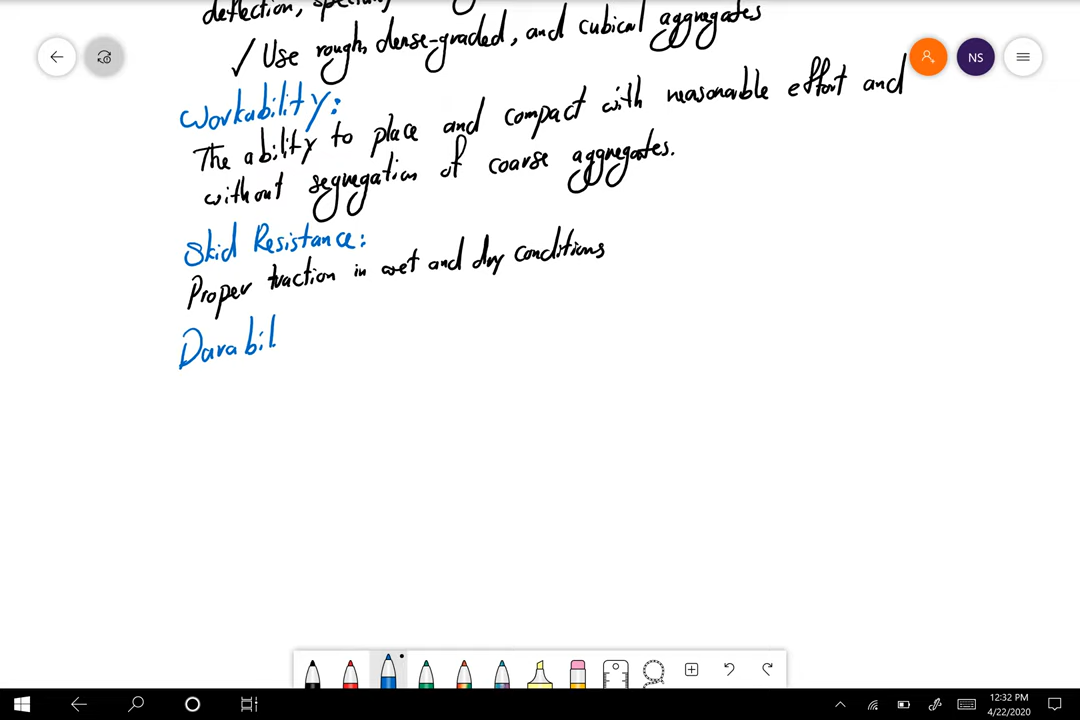 deflection,
✓ Use rough, dense-graded, and cubical aggregates
NS
Workability:
The ability to place and compact with reasonable effort and
without segregation of coarse aggregates.
Skid Resistance:
Proper traction in wet and dry conditions
Darabil
12:32 PM
4/22/2020